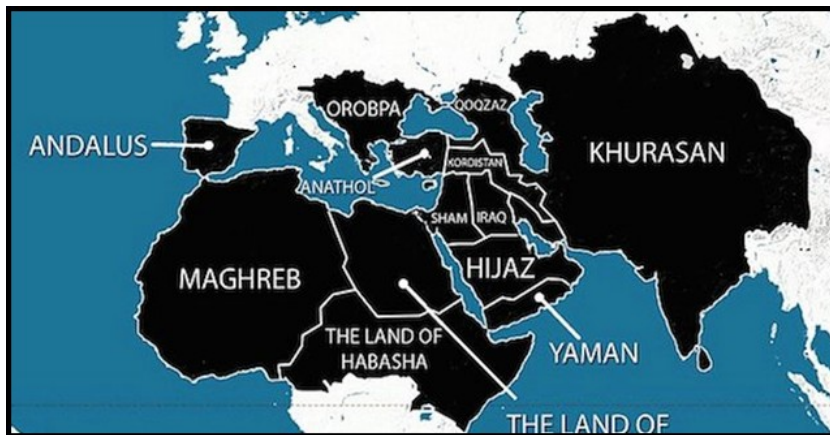 OROBPA
QOQZAZ
ANDALUS
KHURASAN
KORDISTAN
ANATHOL
SHAM
IRAQ
MAGHREB
HIJAZ
THE LAND OF
HABASHA
YAMAN
THE LAND OF